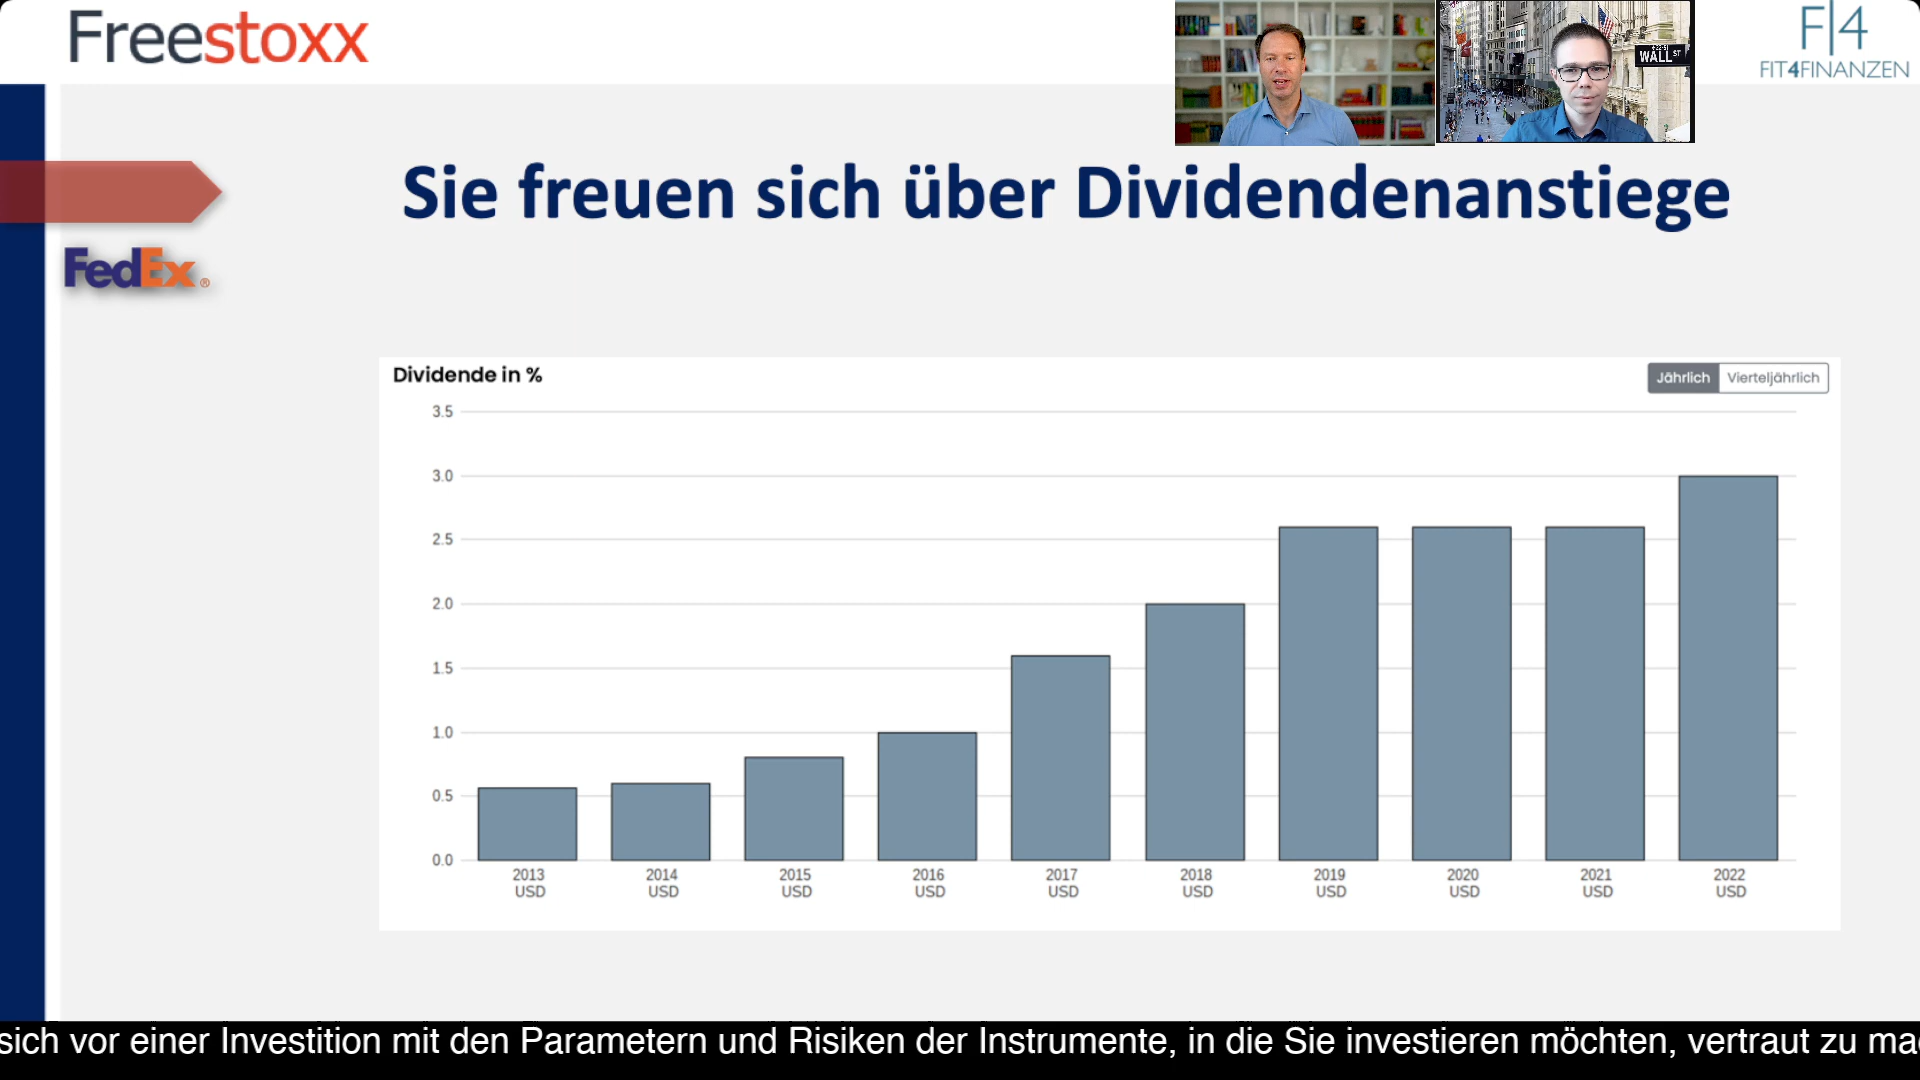 Freestoxx
WALL ST
F|4
FIT4FINANZEN
Sie freuen sich über Dividendenanstiege
FedEx®
Dividende in %
Jährlich Vierteljährlich
3.5
3.0
2.5
2.0
1.5
1.0
0.5
0.0
2013 2014 2015 2016 2017 2018 2019 2020 2021 2022
USD USD USD USD USD USD USD USD USD USD
sich vor einer Investition mit den Parametern und Risiken der Instrumente, in die Sie investieren möchten, vertraut zu ma